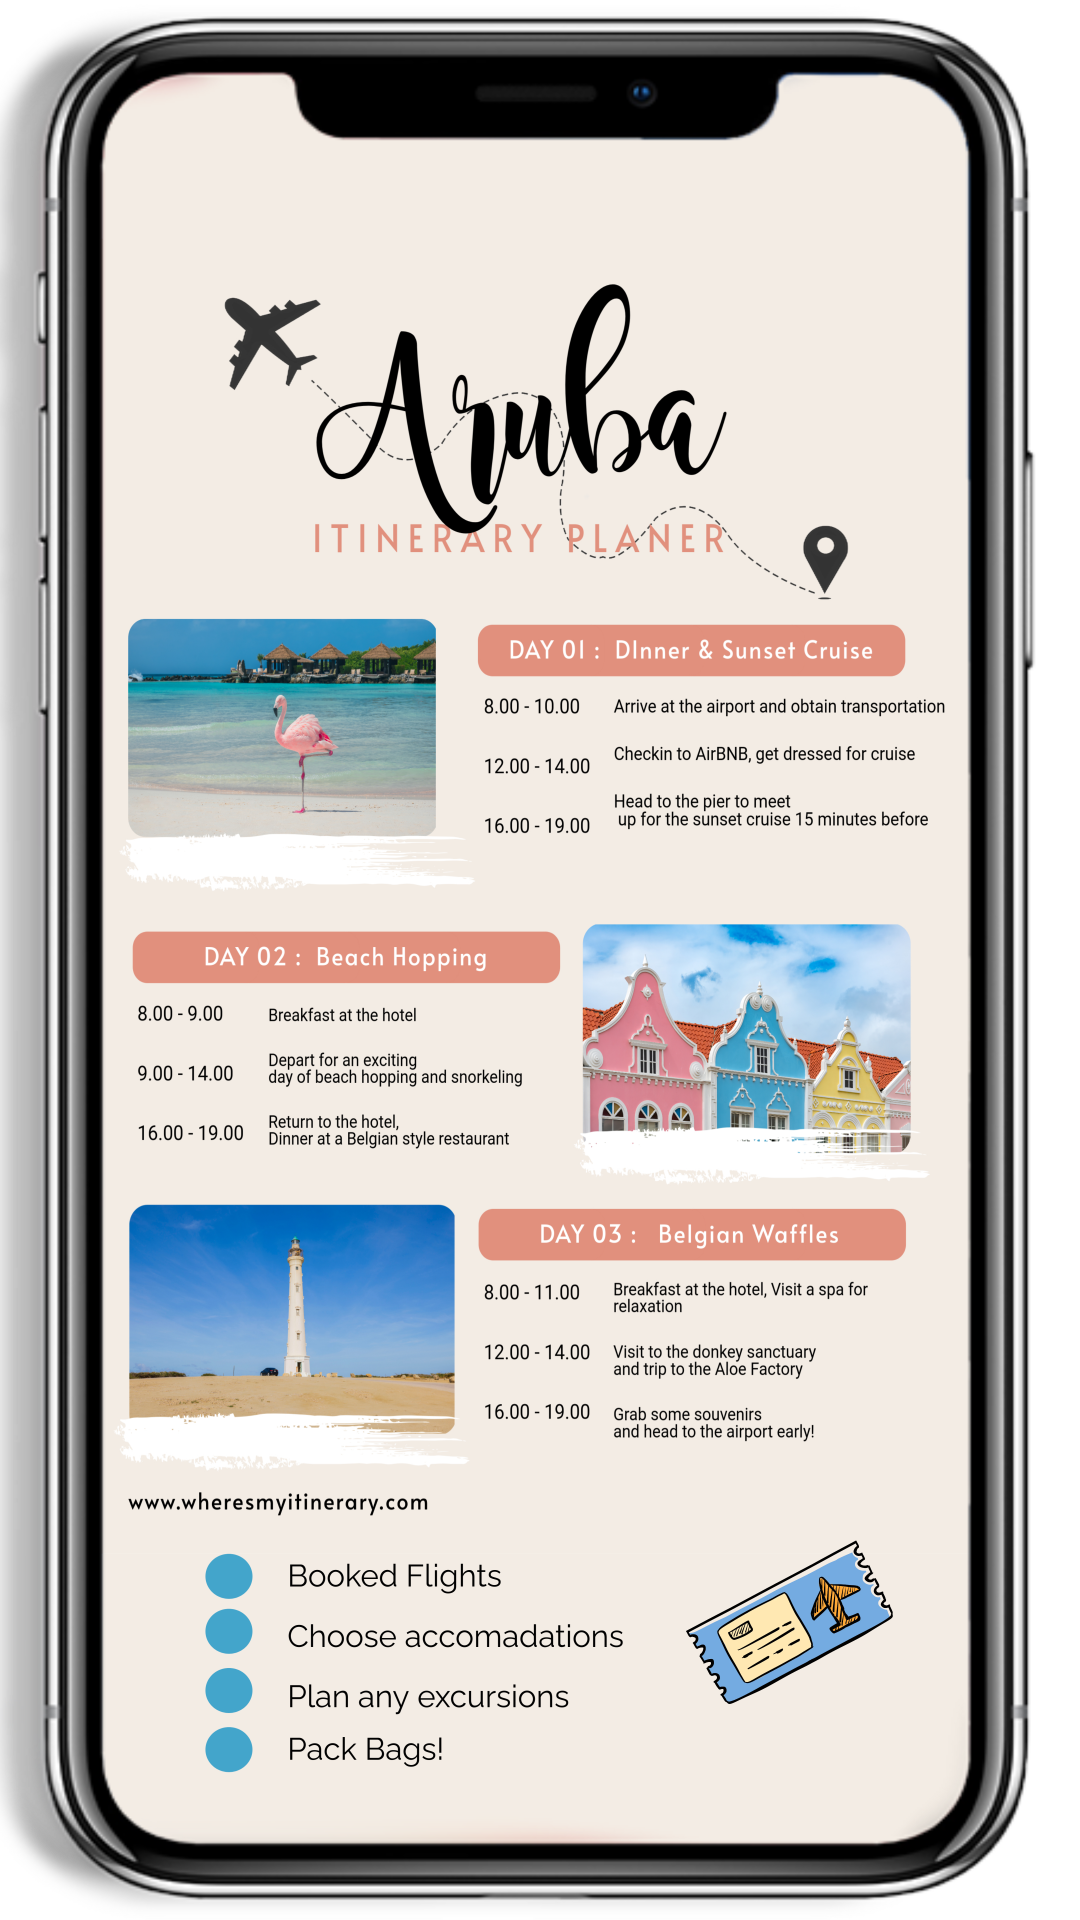 Aruba
ITINERARY PLANER
DAY 01 : DInner & Sunset Cruise
8.00 - 10.00 Arrive at the airport and obtain transportation
12.00 - 14.00 Checkin to AirBNB, get dressed for cruise
16.00 - 19.00 Head to the pier to meet
up for the sunset cruise 15 minutes before
DAY 02 : Beach Hopping
8.00 - 9.00 Breakfast at the hotel
9.00 - 14.00 Depart for an exciting
day of beach hopping and snorkeling
16.00 - 19.00 Return to the hotel,
Dinner at a Belgian style restaurant
DAY 03 : Belgian Waffles
8.00 - 11.00 Breakfast at the hotel, Visit a spa for
relaxation
12.00 - 14.00 Visit to the donkey sanctuary
and trip to the Aloe Factory
16.00 - 19.00 Grab some souvenirs
and head to the airport early!
www.wheresmyitinerary.com
Booked Flights
Choose accomadations
Plan any excursions
Pack Bags!